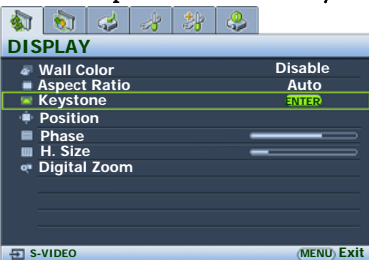 DISPLAY
Wall Color Disable
Aspect Ratio Auto
Keystone ENTER
Position
Phase
H. Size
Digital Zoom
S-VIDEO MENU Exit